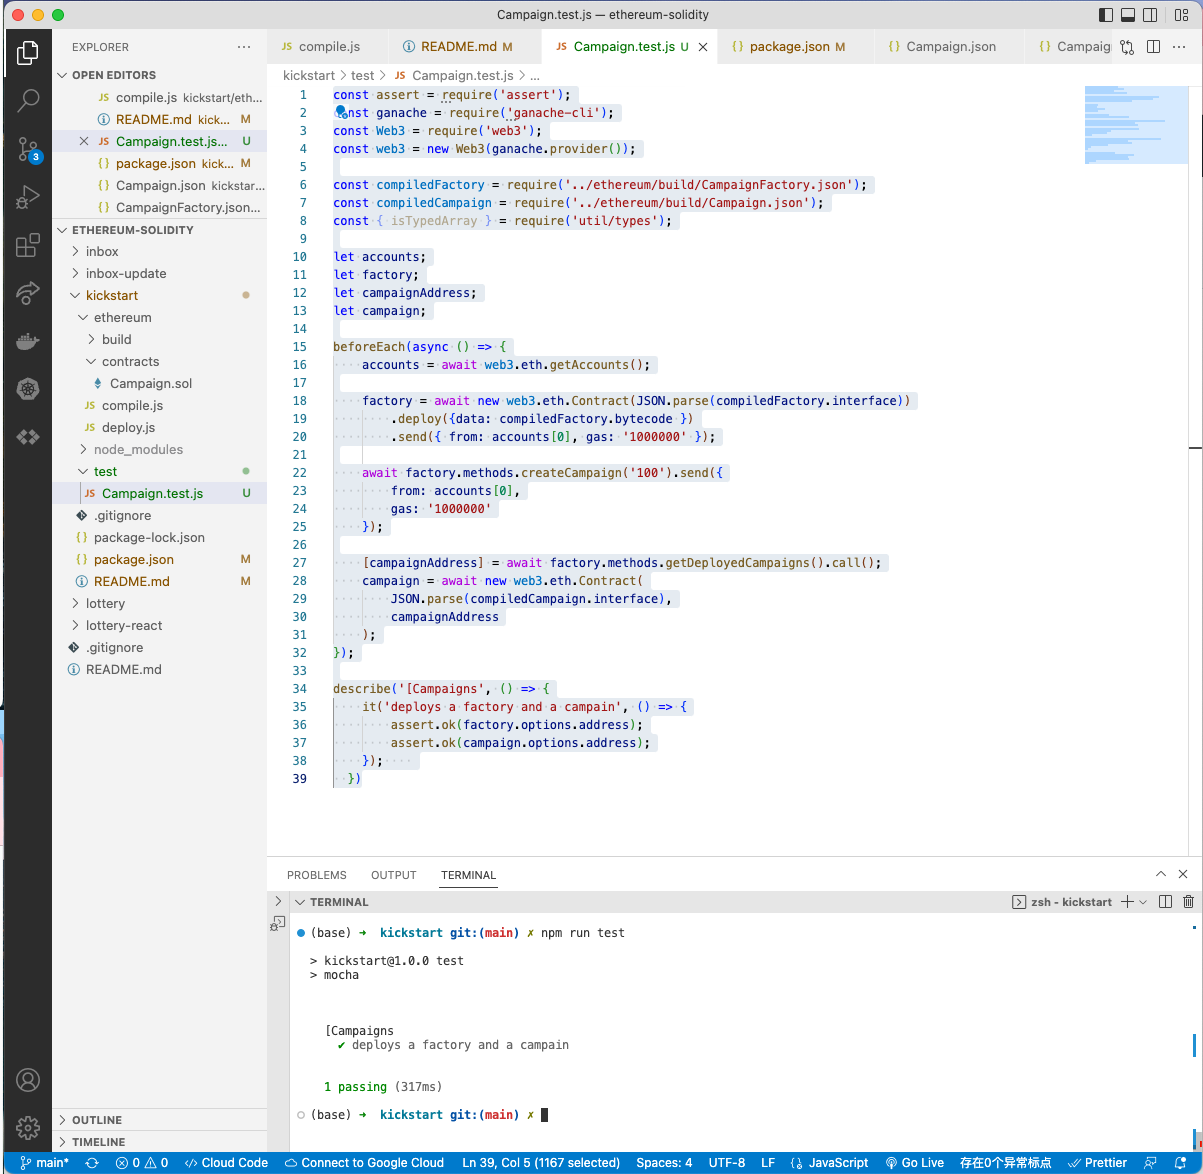 Campaign.test.js — ethereum-solidity
EXPLORER
OPEN EDITORS
JS compile.js kickstart/eth...
README.md kick... M
JS Campaign.test.js... U
{} package.json kick... M
{} Campaign.json kickstar...
{} CampaignFactory.json...
ETHEREUM-SOLIDITY
inbox
inbox-update
kickstart
ethereum
build
contracts
Campaign.sol
JS compile.js
JS deploy.js
node_modules
test
JS Campaign.test.js U
.gitignore
{} package-lock.json
{} package.json M
README.md M
lottery
lottery-react
.gitignore
README.md
OUTLINE
TIMELINE
3
JS compile.js
README.md M
JS Campaign.test.js U
{} package.json M
{} Campaign.json
{} Campaig
kickstart > test > JS Campaign.test.js > ...
1 const assert = require('assert');
2 const ganache = require('ganache-cli');
3 const Web3 = require('web3');
4 const web3 = new Web3(ganache.provider());
5
6 const compiledFactory = require('../ethereum/build/CampaignFactory.json');
7 const compiledCampaign = require('../ethereum/build/Campaign.json');
8 const { isTypedArray } = require('util/types');
9
10 let accounts;
11 let factory;
12 let campaignAddress;
13 let campaign;
14
15 beforeEach(async () => {
16 accounts = await web3.eth.getAccounts();
17
18 factory = await new web3.eth.Contract(JSON.parse(compiledFactory.interface))
19 .deploy({data: compiledFactory.bytecode })
20 .send({ from: accounts[0], gas: '1000000' });
21
22 await factory.methods.createCampaign('100').send({
23 from: accounts[0],
24 gas: '1000000'
25 });
26
27 [campaignAddress] = await factory.methods.getDeployedCampaigns().call();
28 campaign = await new web3.eth.Contract(
29 JSON.parse(compiledCampaign.interface),
30 campaignAddress
31 );
32 });
33
34 describe('[Campaigns', () => {
35 it('deploys a factory and a campain', () => {
36 assert.ok(factory.options.address);
37 assert.ok(campaign.options.address);
38 });
39 })
PROBLEMS OUTPUT TERMINAL
TERMINAL
zsh - kickstart
(base) → kickstart git:(main) ✗ npm run test
> kickstart@1.0.0 test
> mocha
[Campaigns
✔ deploys a factory and a campain
1 passing (317ms)
(base) → kickstart git:(main) ✗
main* 0 0 Cloud Code Connect to Google Cloud Ln 39, Col 5 (1167 selected) Spaces: 4 UTF-8 LF {} JavaScript Go Live 存在0个异常标点 Prettier